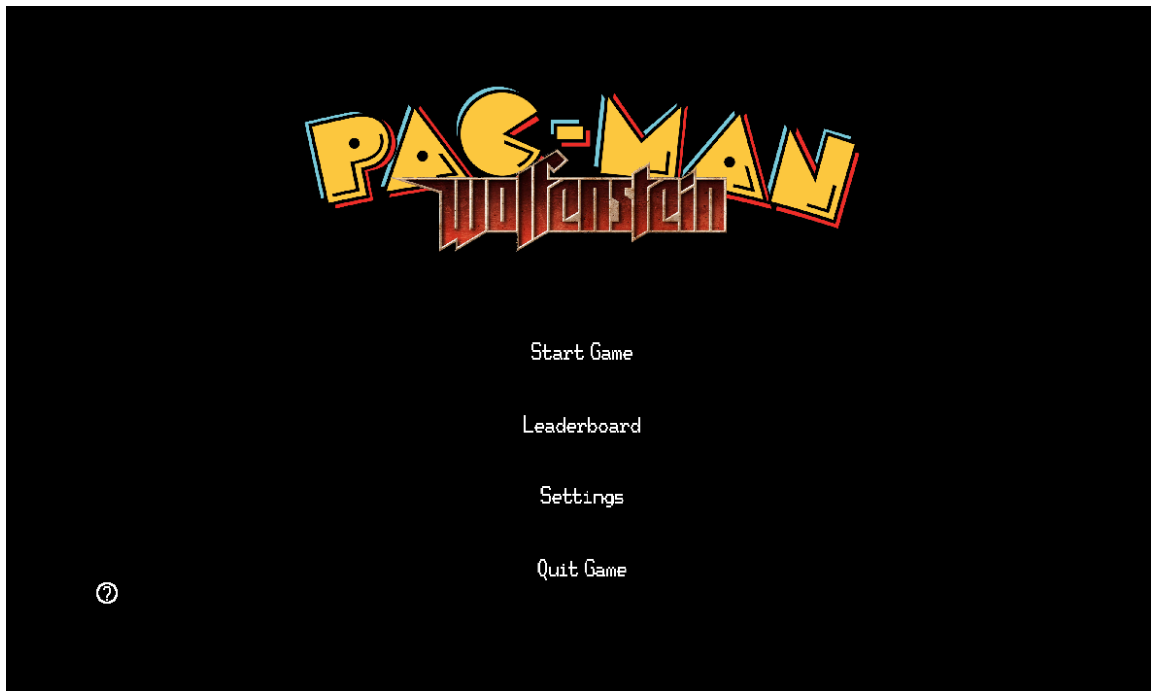 PAC-MAN
Wolfenstein
Start Game
Leaderboard
Settings
Quit Game
?